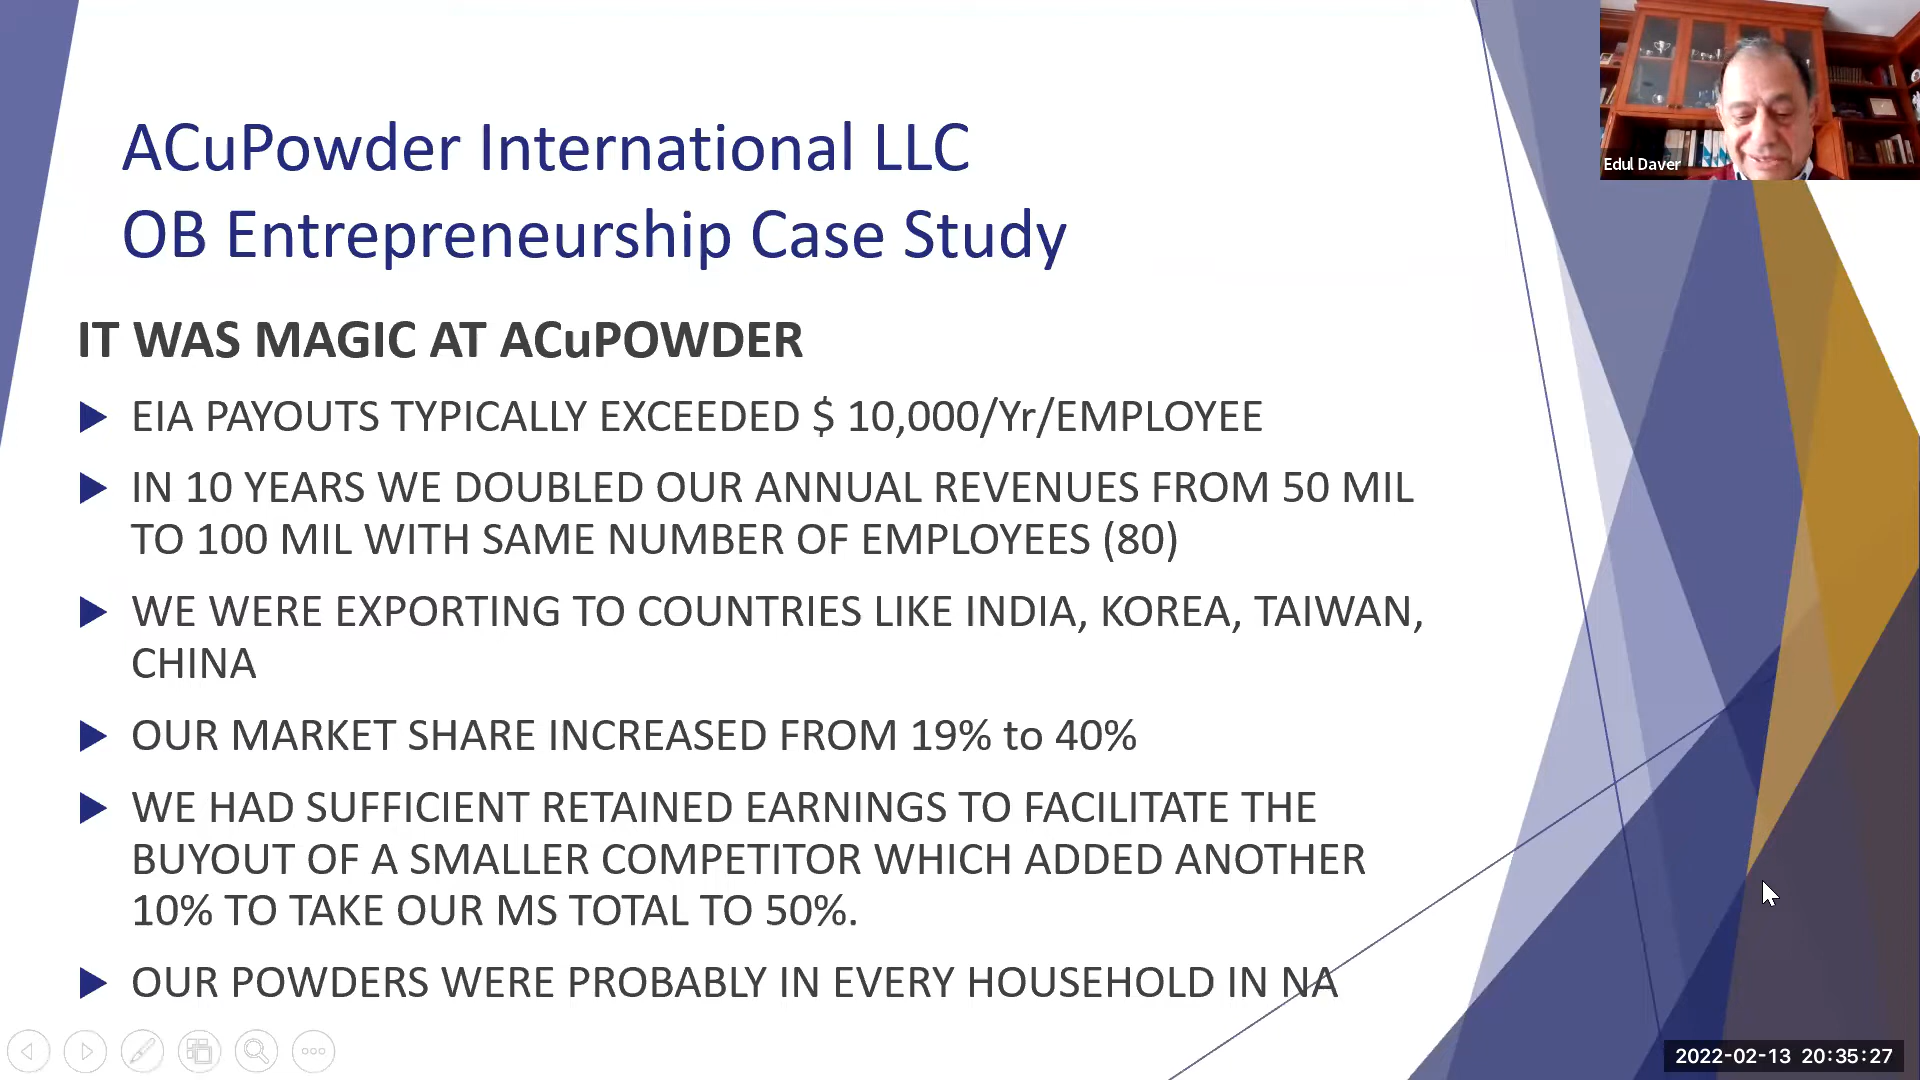 ACuPowder International LLC
OB Entrepreneurship Case Study
IT WAS MAGIC AT ACuPOWDER
EIA PAYOUTS TYPICALLY EXCEEDED $ 10,000/Yr/EMPLOYEE
IN 10 YEARS WE DOUBLED OUR ANNUAL REVENUES FROM 50 MIL
TO 100 MIL WITH SAME NUMBER OF EMPLOYEES (80)
WE WERE EXPORTING TO COUNTRIES LIKE INDIA, KOREA, TAIWAN,
CHINA
OUR MARKET SHARE INCREASED FROM 19% to 40%
WE HAD SUFFICIENT RETAINED EARNINGS TO FACILITATE THE
BUYOUT OF A SMALLER COMPETITOR WHICH ADDED ANOTHER
10% TO TAKE OUR MS TOTAL TO 50%.
OUR POWDERS WERE PROBABLY IN EVERY HOUSEHOLD IN NA
Edul Daver
2022-02-13 20:35:27